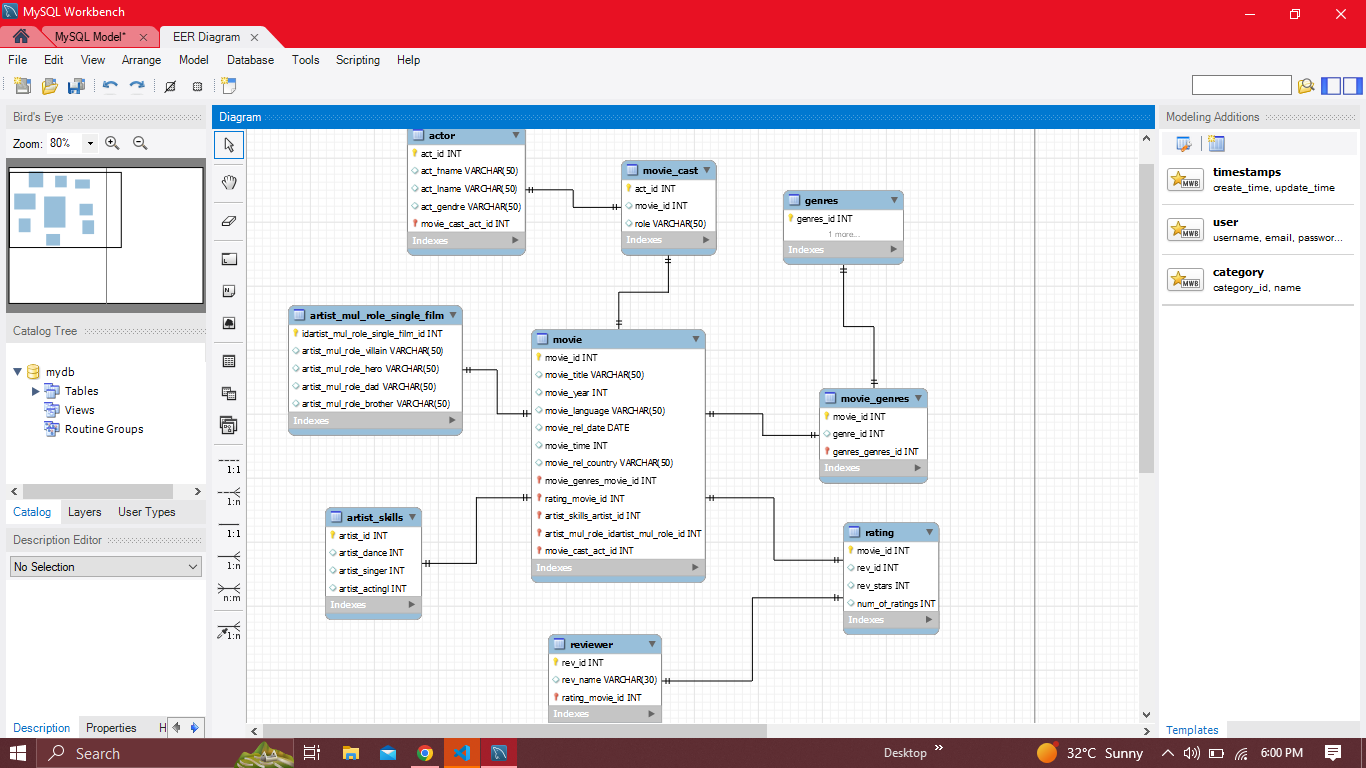 MySQL Workbench
MySQL Model*
EER Diagram
File Edit View Arrange Model Database Tools Scripting Help
Bird's Eye
Zoom: 80%
Catalog Tree
mydb
Tables
Views
Routine Groups
Catalog Layers User Types
Description Editor
No Selection
Description Properties H
Diagram
1:1
1:n
1:1
1:n
n:m
1:n
actor
act_id INT
act_fname VARCHAR(50)
act_lname VARCHAR(50)
act_gendre VARCHAR(50)
movie_cast_act_id INT
Indexes
movie_cast
act_id INT
movie_id INT
role VARCHAR(50)
Indexes
genres
genres_id INT
1 more...
Indexes
artist_mul_role_single_film
idartist_mul_role_single_film_id INT
artist_mul_role_villain VARCHAR(50)
artist_mul_role_hero VARCHAR(50)
artist_mul_role_dad VARCHAR(50)
artist_mul_role_brother VARCHAR(50)
Indexes
movie
movie_id INT
movie_title VARCHAR(50)
movie_year INT
movie_language VARCHAR(50)
movie_rel_date DATE
movie_time INT
movie_rel_country VARCHAR(50)
movie_genres_movie_id INT
rating_movie_id INT
artist_skills_artist_id INT
artist_mul_role_idartist_mul_role_id INT
movie_cast_act_id INT
Indexes
movie_genres
movie_id INT
genre_id INT
genres_genres_id INT
Indexes
artist_skills
artist_id INT
artist_dance INT
artist_singer INT
artist_actingl INT
Indexes
rating
movie_id INT
rev_id INT
rev_stars INT
num_of_ratings INT
Indexes
reviewer
rev_id INT
rev_name VARCHAR(30)
rating_movie_id INT
Indexes
Modeling Additions
timestamps
create_time, update_time
user
username, email, passwor...
category
category_id, name
Templates
Search
Desktop
32°C Sunny
6:00 PM